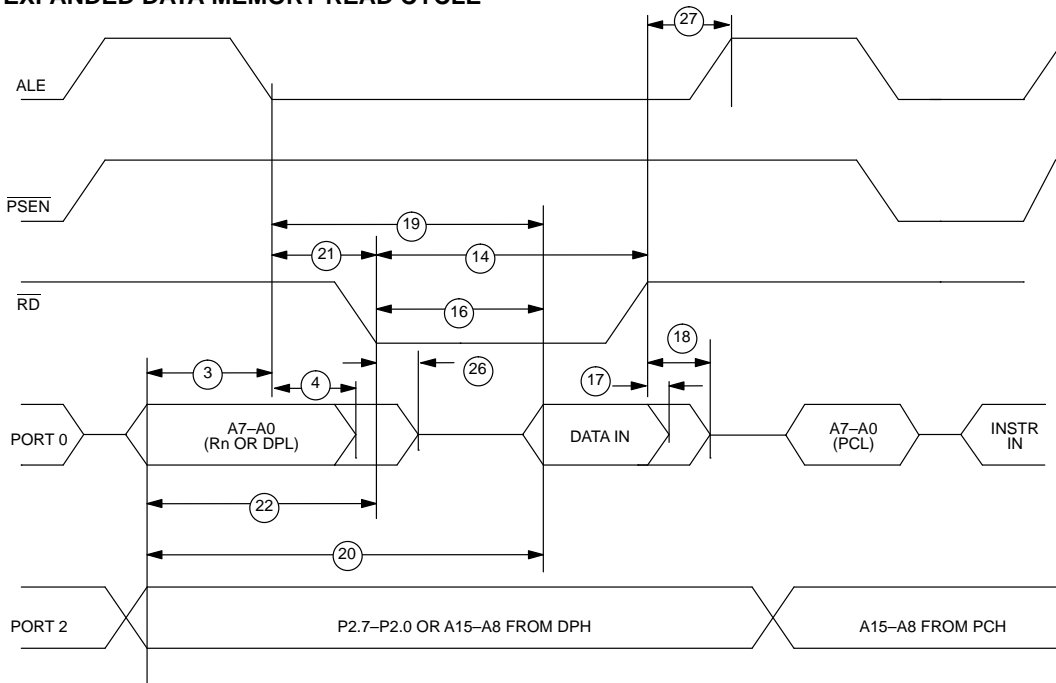 EXPANDED DATA MEMORY READ CYCLE
27
ALE
PSEN
19
21
14
RD
16
18
3
26
4
17
PORT 0
A7–A0
(Rn OR DPL)
DATA IN
A7–A0
(PCL)
INSTR
IN
22
20
PORT 2
P2.7–P2.0 OR A15–A8 FROM DPH
A15–A8 FROM PCH